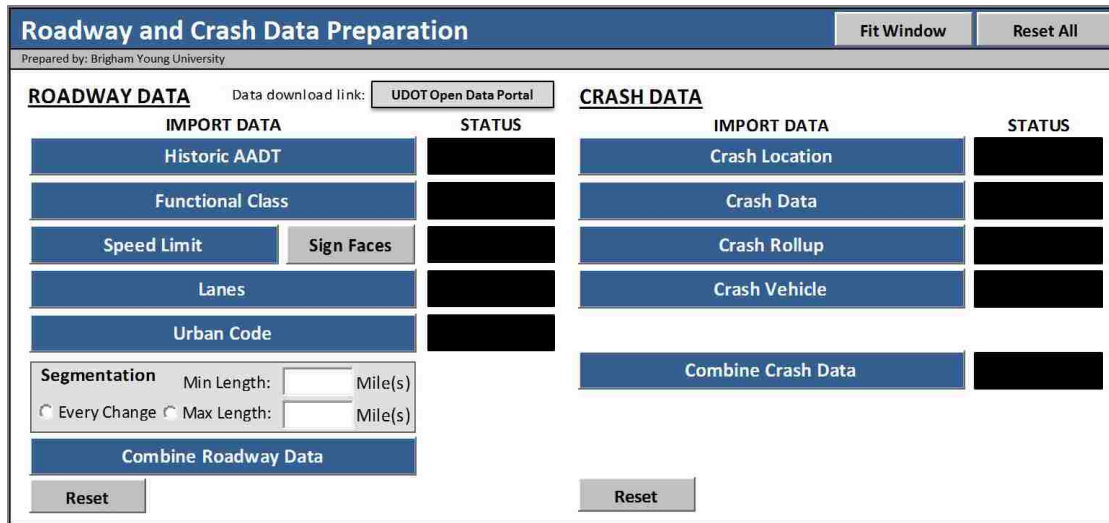 Roadway and Crash Data Preparation
Fit Window
Reset All
Prepared by: Brigham Young University
ROADWAY DATA
Data download link:
UDOT Open Data Portal
IMPORT DATA
STATUS
Historic AADT
Functional Class
Speed Limit
Sign Faces
Lanes
Urban Code
Segmentation
Min Length:
Mile(s)
Every Change
Max Length:
Mile(s)
Combine Roadway Data
Reset
CRASH DATA
IMPORT DATA
STATUS
Crash Location
Crash Data
Crash Rollup
Crash Vehicle
Combine Crash Data
Reset